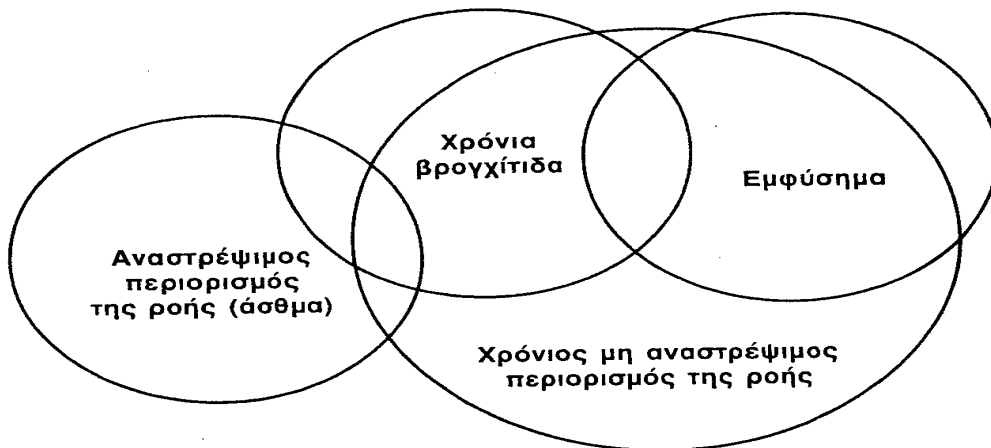 Χρόνια
βρογχίτιδα
Εμφύσημα
Αναστρέψιμος
περιορισμός
της ροής (άσθμα)
Χρόνιος μη αναστρέψιμος
περιορισμός της ροής